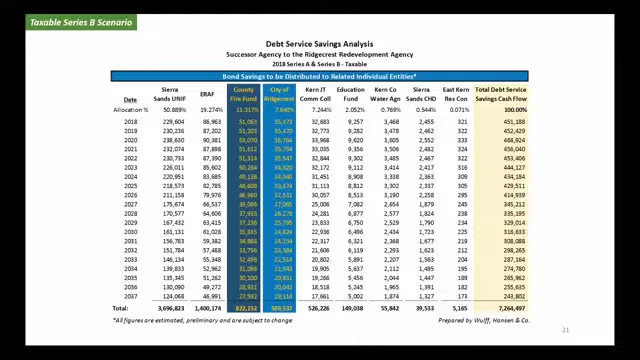 Taxable Series B Scenario
Debt Service Savings Analysis
Successor Agency to the Ridgecrest Redevelopment Agency
2018 Series A & Series B - Taxable
Bond Savings to be Distributed to Related Individual Entities*
Date Sierra Sands UNIF ERAF County Fire Fund City of Ridgecrest Kern JT Comm Coll Education Fund Kern Co Water Agn Sierra Sands CHD East Kern Res Con Total Debt Service Savings Cash Flow
Allocation % 50.889% 19.274% 11.317% 7.840% 7.244% 2.052% 0.769% 0.544% 0.071% 100.00%
2018 229,604 86,963 51,063 35,373 32,683 9,257 3,468 2,455 321 451,188
2019 230,236 87,202 51,203 35,470 32,773 9,282 3,478 2,462 322 452,429
2020 238,630 90,381 53,070 36,764 33,968 9,620 3,605 2,552 333 468,924
2021 232,074 87,898 51,612 35,754 33,035 9,356 3,506 2,482 324 456,040
2022 230,733 87,390 51,314 35,547 32,844 9,302 3,485 2,467 322 453,406
2023 226,011 85,602 50,264 34,820 32,172 9,112 3,414 2,417 316 444,127
2024 220,951 83,685 49,138 34,040 31,451 8,908 3,338 2,363 309 434,184
2025 218,573 82,785 48,609 33,674 31,113 8,812 3,302 2,337 305 429,511
2026 211,158 79,976 46,960 32,531 30,057 8,513 3,190 2,258 295 414,939
2027 175,674 66,537 39,069 27,065 25,006 7,082 2,654 1,879 245 345,212
2028 170,577 64,606 37,935 26,279 24,281 6,877 2,577 1,824 238 335,195
2029 167,432 63,415 37,236 25,795 23,833 6,750 2,529 1,790 234 329,014
2030 161,131 61,028 35,835 24,824 22,936 6,496 2,434 1,723 225 316,633
2031 156,783 59,382 34,868 24,154 22,317 6,321 2,368 1,677 219 308,088
2032 151,784 57,488 33,756 23,384 21,606 6,119 2,293 1,623 212 298,265
2033 146,134 55,348 32,499 22,514 20,802 5,891 2,207 1,563 204 287,164
2034 139,833 52,962 31,098 21,543 19,905 5,637 2,112 1,495 195 274,780
2035 135,345 51,262 30,100 20,851 19,266 5,456 2,044 1,447 189 265,962
2036 130,090 49,272 28,931 20,042 18,518 5,245 1,965 1,391 182 255,635
2037 124,068 46,991 27,592 19,114 17,661 5,002 1,874 1,327 173 243,802
Total: 3,696,823 1,400,174 822,152 569,537 526,226 149,038 55,842 39,533 5,165 7,264,497
*All figures are estimated, preliminary and are subject to change Prepared by Wulff, Hansen & Co.
21